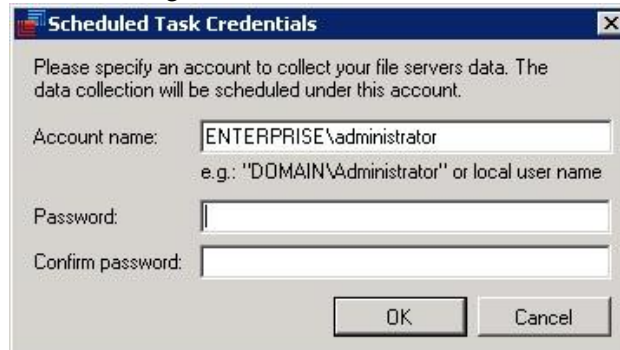 Scheduled Task Credentials
Please specify an account to collect your file servers data. The
data collection will be scheduled under this account.
Account name: ENTERPRISE\administrator
e.g.: "DOMAIN\Administrator" or local user name
Password:
Confirm password:
OK Cancel